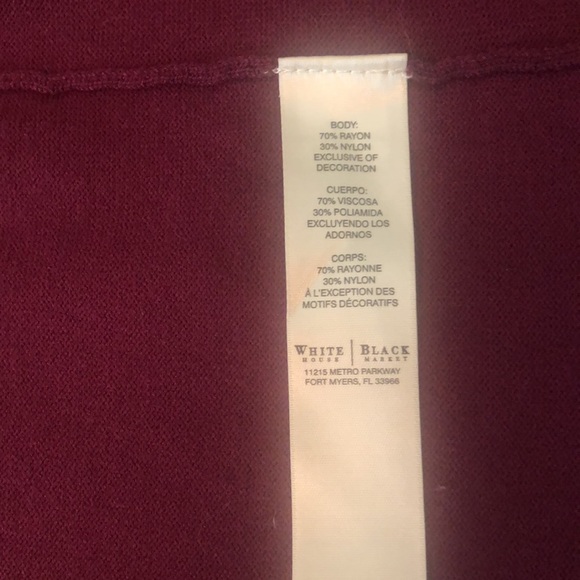 BODY:
70% RAYON
30% NYLON
EXCLUSIVE OF
DECORATION
CUERPO:
70% VISCOSA
30% POLIAMIDA
EXCLUYENDO LOS
ADORNOS
CORPS:
70% RAYONNE
30% NYLON
À L'EXCEPTION DES
MOTIFS DÉCORATIFS
WHITE | BLACK
HOUSE | MARKET
11215 METRO PARKWAY
FORT MYERS, FL 33966